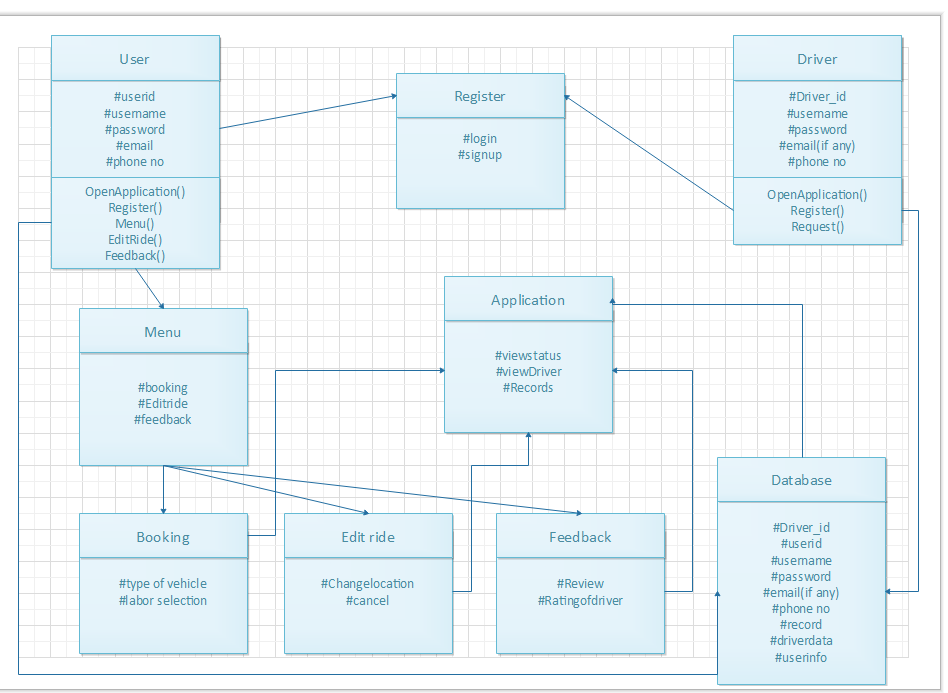 User
#userid
#username
#password
#email
#phone no
OpenApplication()
Register()
Menu()
EditRide()
Feedback()
Register
#login
#signup
Driver
#Driver_id
#username
#password
#email(if any)
#phone no
OpenApplication()
Register()
Request()
Menu
#booking
#Editride
#feedback
Application
#viewstatus
#viewDriver
#Records
Booking
#type of vehicle
#labor selection
Edit ride
#Changelocation
#cancel
Feedback
#Review
#Ratingofdriver
Database
#Driver_id
#userid
#username
#password
#email(if any)
#phone no
#record
#driverdata
#userinfo